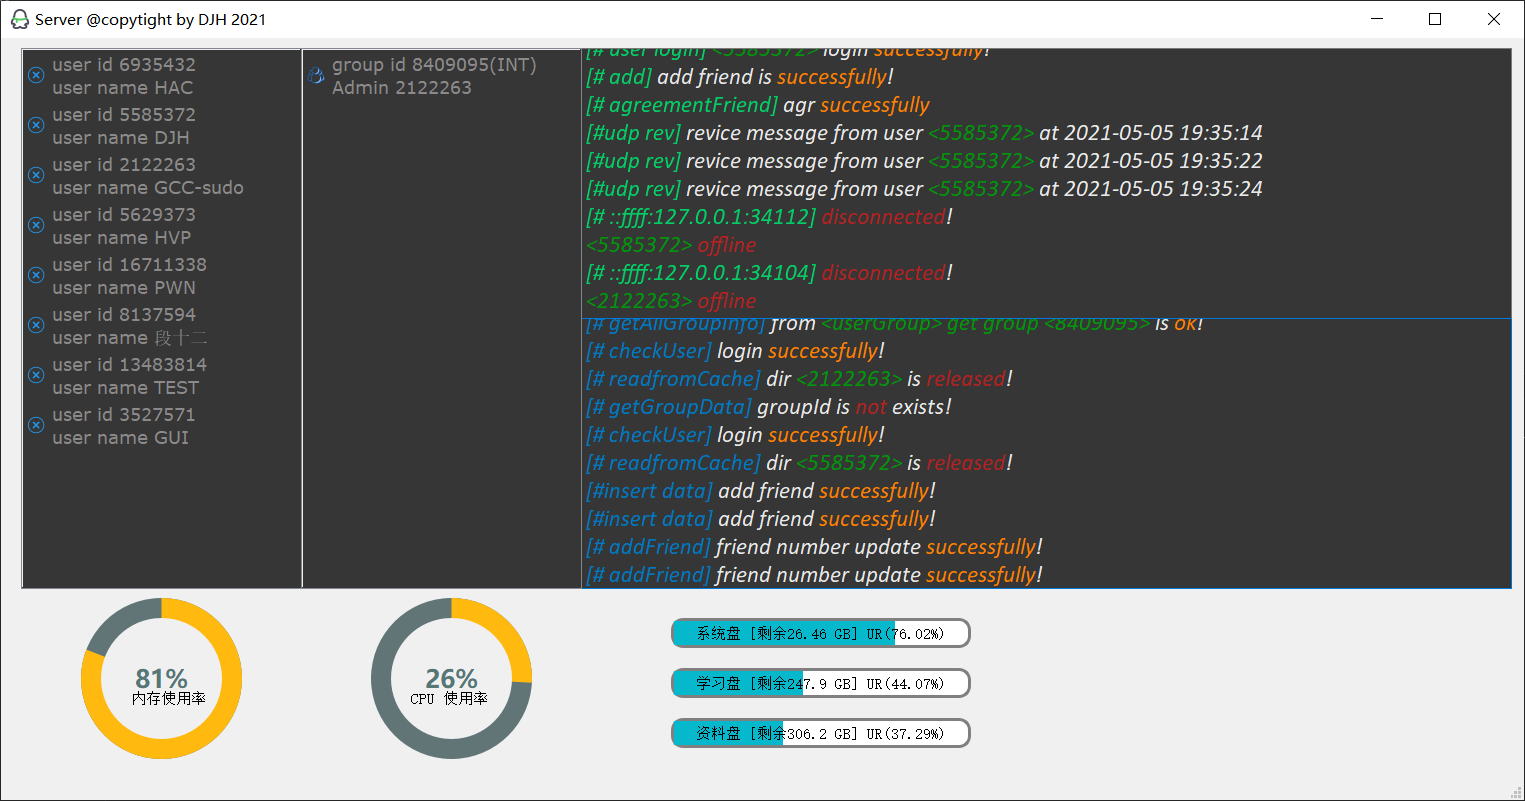 Server @copytight by DJH 2021
user id 6935432
user name HAC
user id 5585372
user name DJH
user id 2122263
user name GCC-sudo
user id 5629373
user name HVP
user id 16711338
user name PWN
user id 8137594
user name 段十二
user id 13483814
user name TEST
user id 3527571
user name GUI
group id 8409095(INT)
Admin 2122263
[# user login] <5585372> login successfully!
[# add] add friend is successfully!
[# agreementFriend] agr successfully
[#udp rev] revice message from user <5585372> at 2021-05-05 19:35:14
[#udp rev] revice message from user <5585372> at 2021-05-05 19:35:22
[#udp rev] revice message from user <5585372> at 2021-05-05 19:35:24
[# ::ffff:127.0.0.1:34112] disconnected!
<5585372> offline
[# ::ffff:127.0.0.1:34104] disconnected!
<2122263> offline
[# getAllGroupInfo] from <userGroup> get group <8409095> is ok!
[# checkUser] login successfully!
[# readfromCache] dir <2122263> is released!
[# getGroupData] groupId is not exists!
[# checkUser] login successfully!
[# readfromCache] dir <5585372> is released!
[#insert data] add friend successfully!
[#insert data] add friend successfully!
[# addFriend] friend number update successfully!
[# addFriend] friend number update successfully!
81%
内存使用率
26%
CPU 使用率
系统盘 [剩余26.46 GB] UR(76.02%)
学习盘 [剩余247.9 GB] UR(44.07%)
资料盘 [剩余306.2 GB] UR(37.29%)